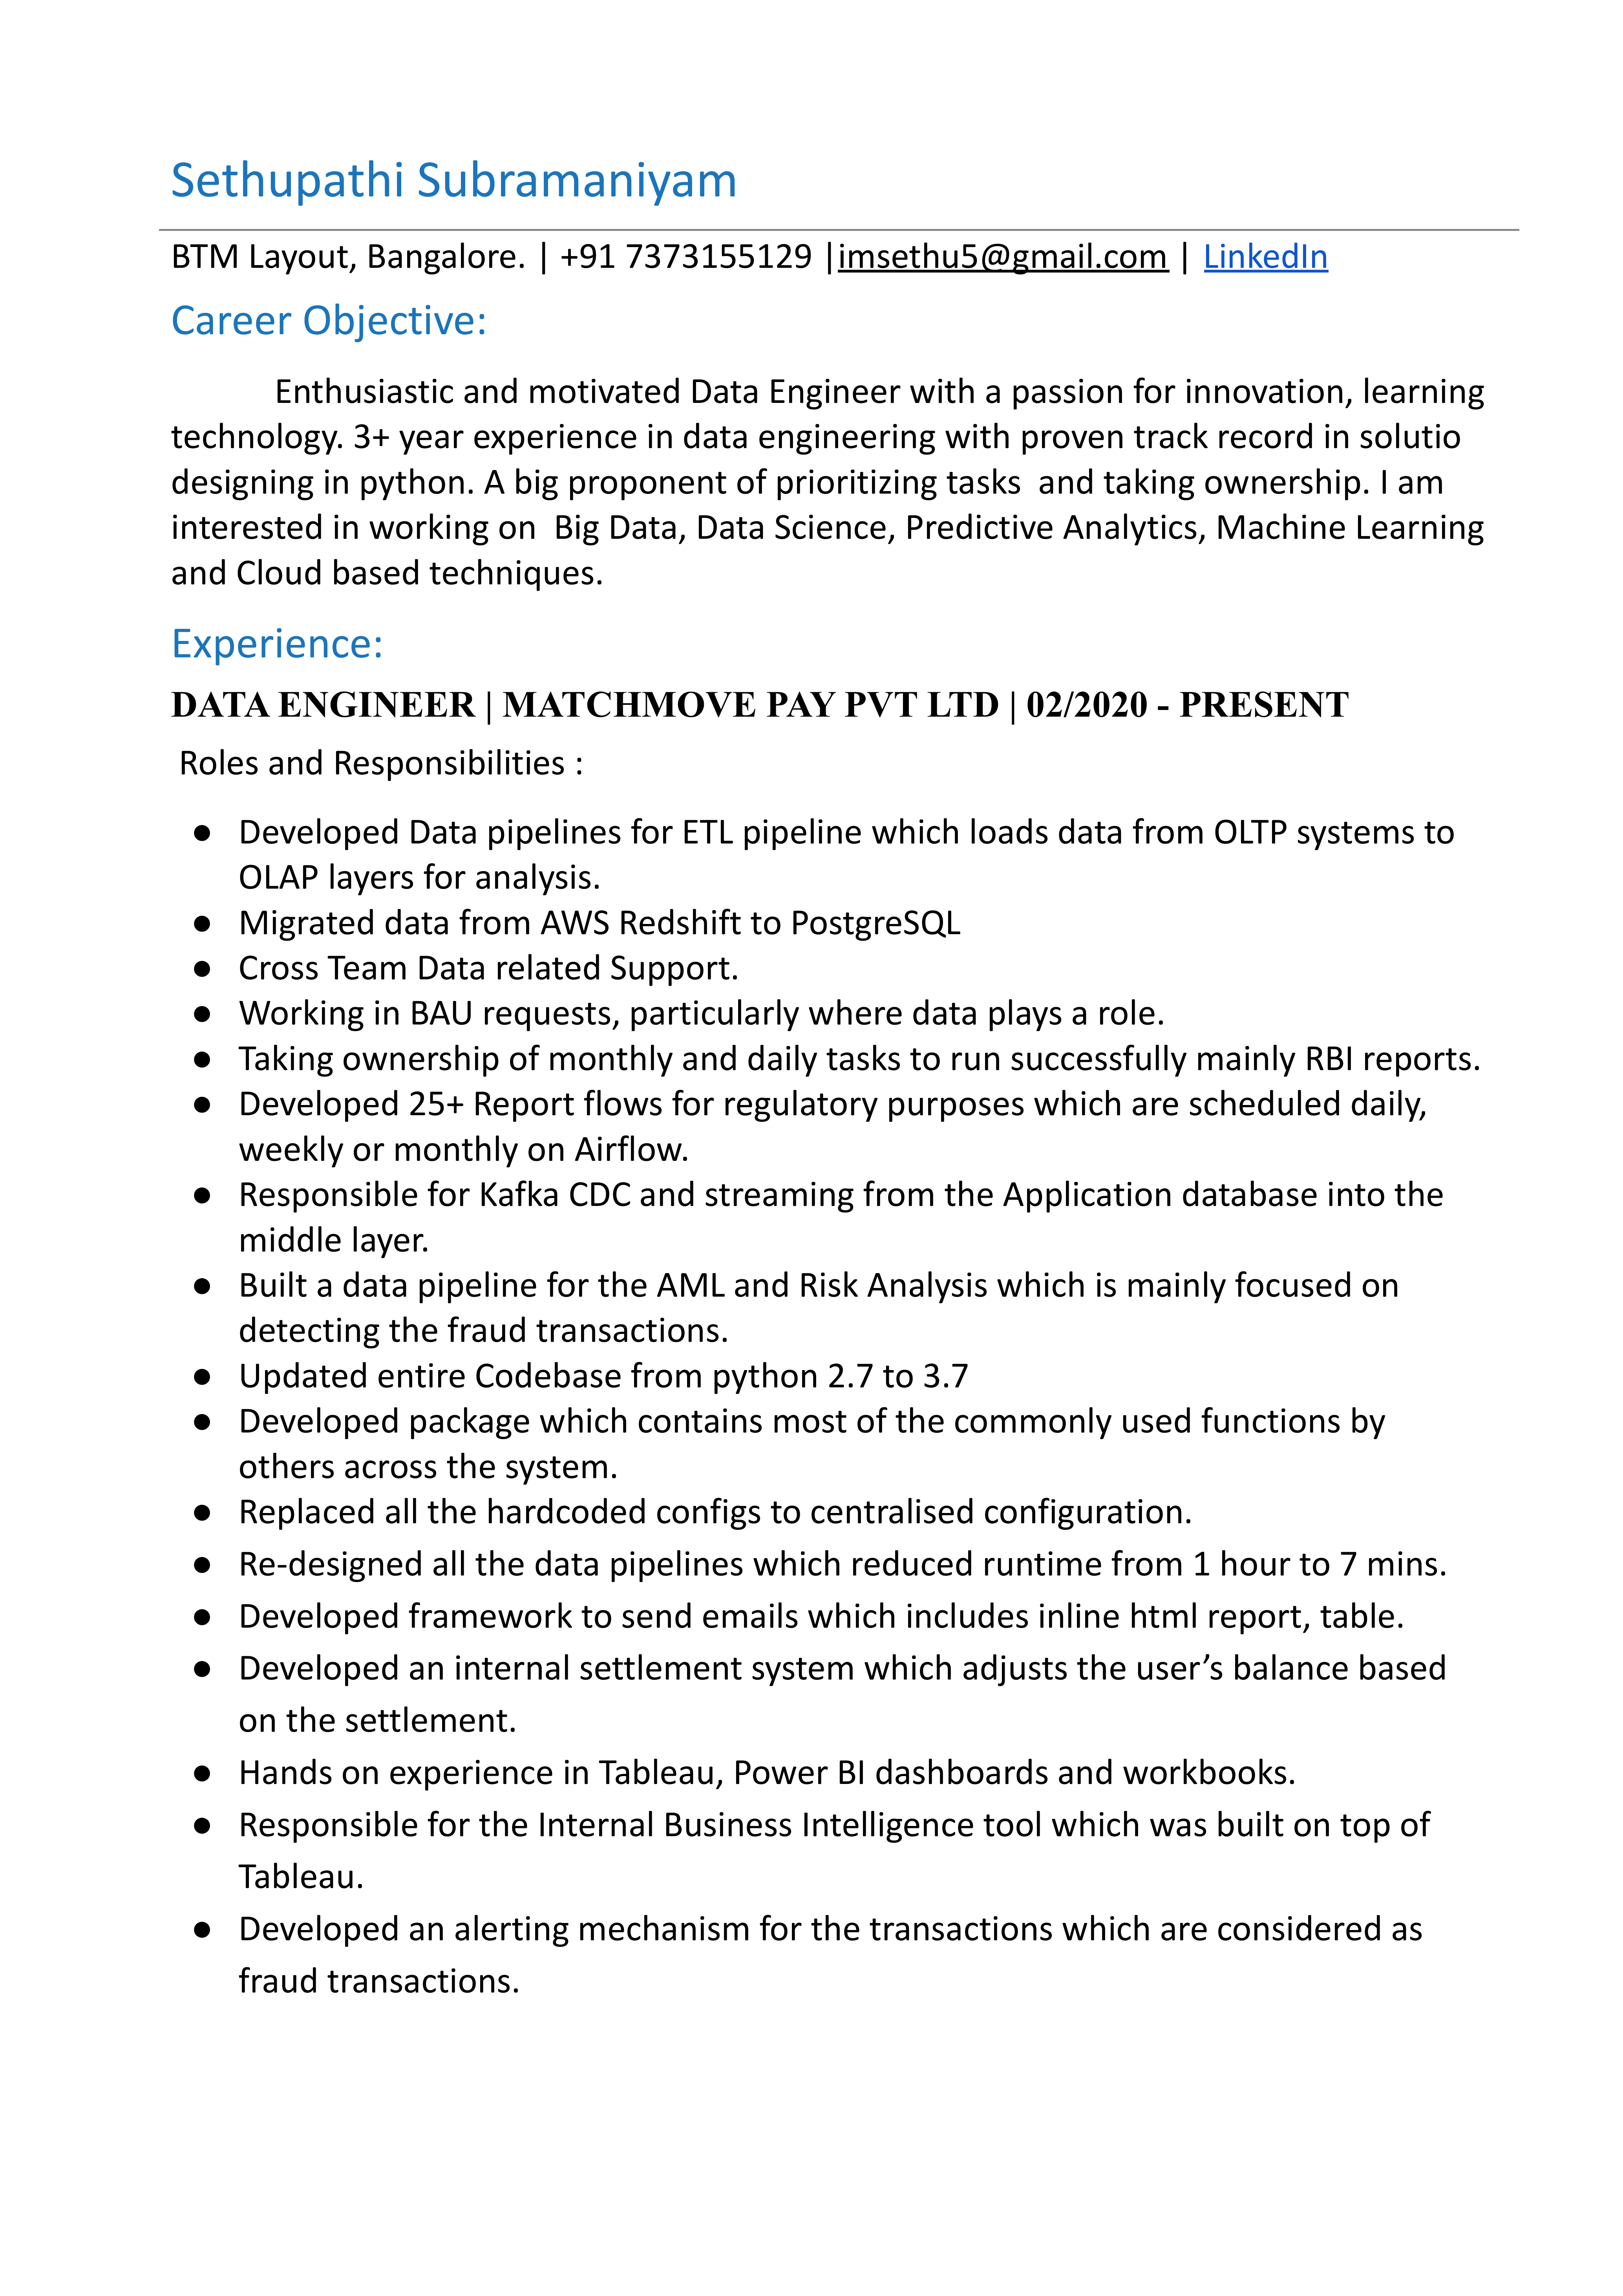 Sethupathi Subramaniyam
BTM Layout, Bangalore. | +91 7373155129 |imsethu5@gmail.com | LinkedIn
Career Objective:
Enthusiastic and motivated Data Engineer with a passion for innovation, learning
technology. 3+ year experience in data engineering with proven track record in solutio
designing in python. A big proponent of prioritizing tasks  and taking ownership. I am
interested in working on  Big Data, Data Science, Predictive Analytics, Machine Learning
and Cloud based techniques.
Experience:
DATA ENGINEER | MATCHMOVE PAY PVT LTD | 02/2020 - PRESENT
Roles and Responsibilities :
● Developed Data pipelines for ETL pipeline which loads data from OLTP systems to
OLAP layers for analysis.
● Migrated data from AWS Redshift to PostgreSQL
● Cross Team Data related Support.
● Working in BAU requests, particularly where data plays a role.
● Taking ownership of monthly and daily tasks to run successfully mainly RBI reports.
● Developed 25+ Report flows for regulatory purposes which are scheduled daily,
weekly or monthly on Airflow.
● Responsible for Kafka CDC and streaming from the Application database into the
middle layer.
● Built a data pipeline for the AML and Risk Analysis which is mainly focused on
detecting the fraud transactions.
● Updated entire Codebase from python 2.7 to 3.7
● Developed package which contains most of the commonly used functions by
others across the system.
● Replaced all the hardcoded configs to centralised configuration.
● Re-designed all the data pipelines which reduced runtime from 1 hour to 7 mins.
● Developed framework to send emails which includes inline html report, table.
● Developed an internal settlement system which adjusts the user’s balance based
on the settlement.
● Hands on experience in Tableau, Power BI dashboards and workbooks.
● Responsible for the Internal Business Intelligence tool which was built on top of
Tableau.
● Developed an alerting mechanism for the transactions which are considered as
fraud transactions.